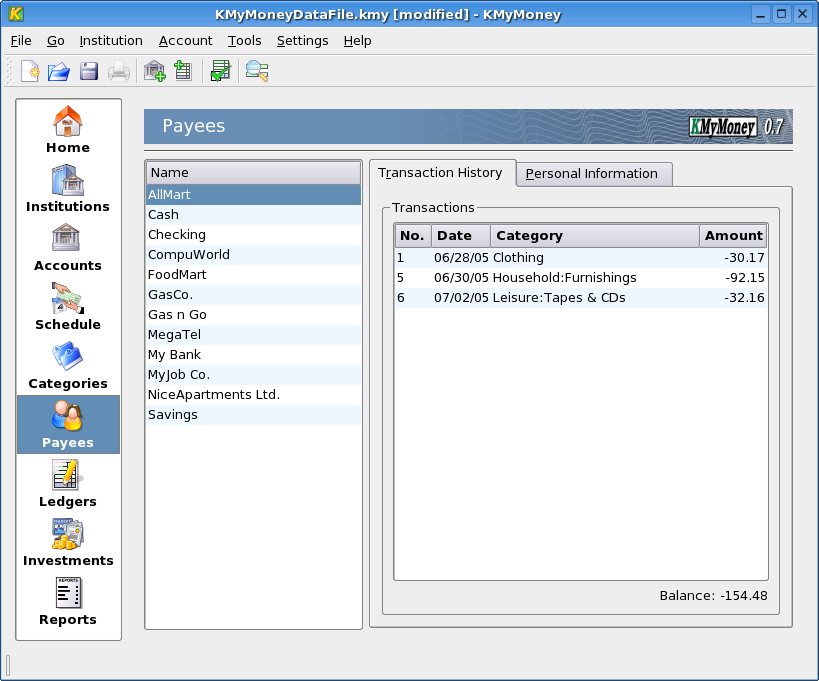 KMyMoneyDataFile.kmy [modified] - KMyMoney
File Go Institution Account Tools Settings Help
Home
Institutions
Accounts
Schedule
Categories
Payees
Ledgers
Investments
REPORTS
Reports
Payees
KMyMoney 0.7
Name
AllMart
Cash
Checking
CompuWorld
FoodMart
GasCo.
Gas n Go
MegaTel
My Bank
MyJob Co.
NiceApartments Ltd.
Savings
Transaction History Personal Information
Transactions
No. Date Category Amount
1 06/28/05 Clothing -30.17
5 06/30/05 Household:Furnishings -92.15
6 07/02/05 Leisure:Tapes & CDs -32.16
Balance: -154.48